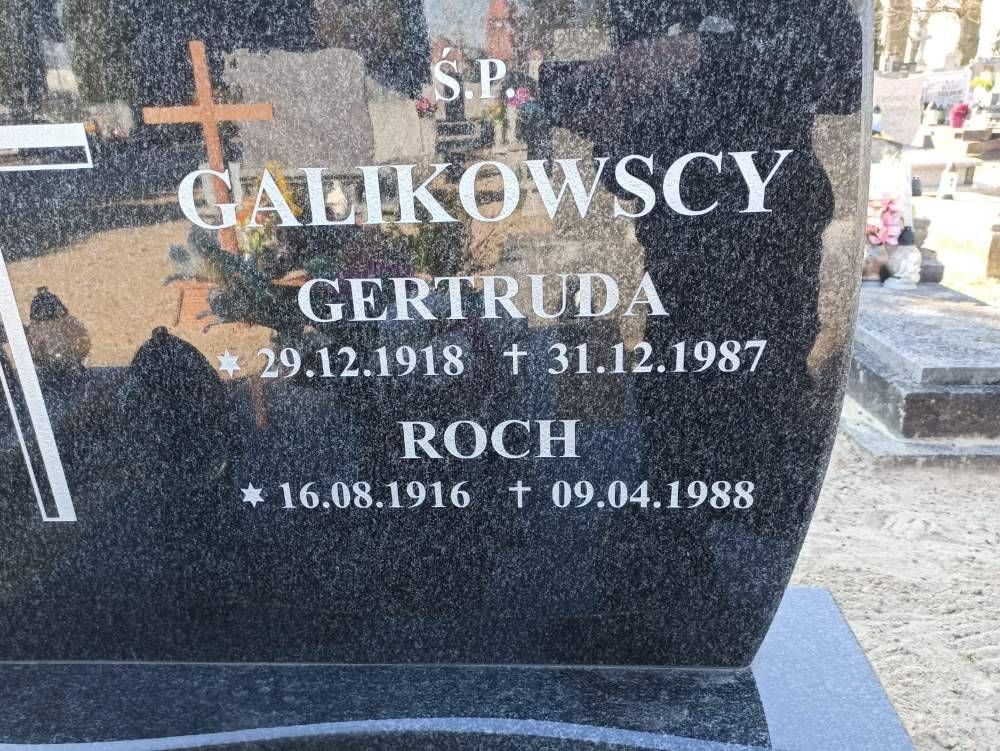 Ś.P.
GALIKOWSCY
GERTRUDA
✶ 29.12.1918 † 31.12.1987
ROCH
✶ 16.08.1916 † 09.04.1988